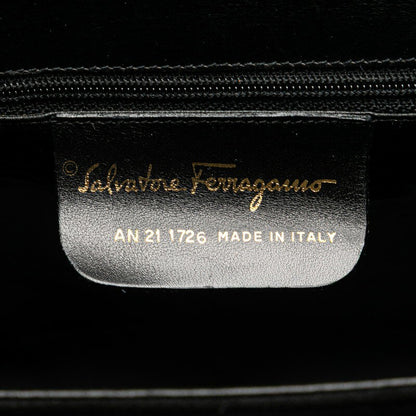 © Salvatore Ferragamo
AN 21 1726 MADE IN ITALY